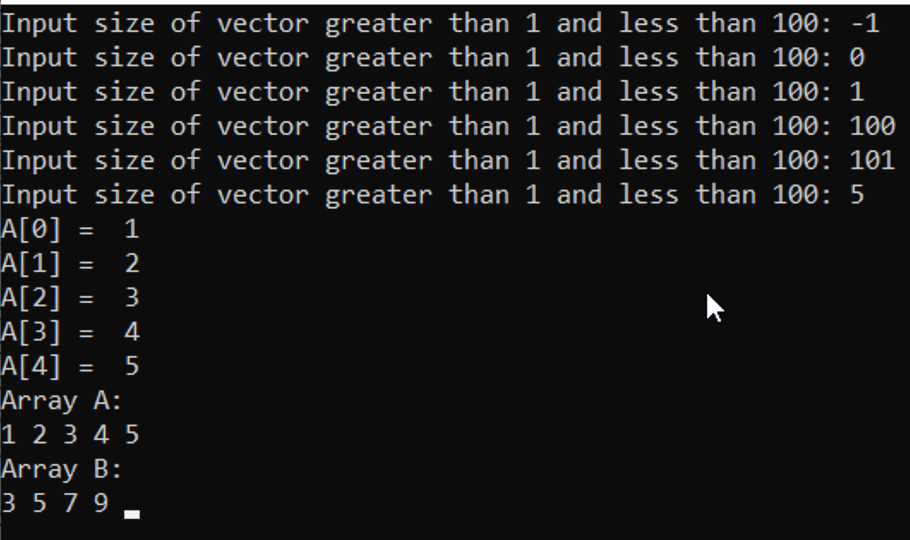 Input size of vector greater than 1 and less than 100: -1
Input size of vector greater than 1 and less than 100: 0
Input size of vector greater than 1 and less than 100: 1
Input size of vector greater than 1 and less than 100: 100
Input size of vector greater than 1 and less than 100: 101
Input size of vector greater than 1 and less than 100: 5
A[0] =  1
A[1] =  2
A[2] =  3
A[3] =  4
A[4] =  5
Array A:
1 2 3 4 5
Array B:
3 5 7 9